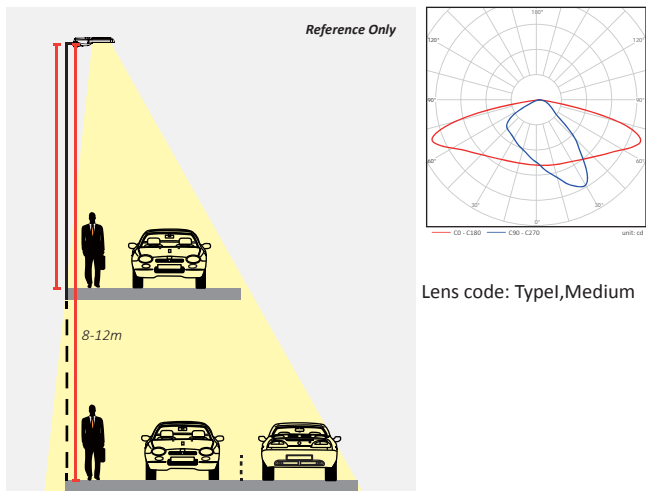 Reference Only
8-12m
180°
120° 120°
90° 90°
60° 60°
30° 30°
0°
C0 - C180 C90 - C270 unit: cd
Lens code: TypeI,Medium